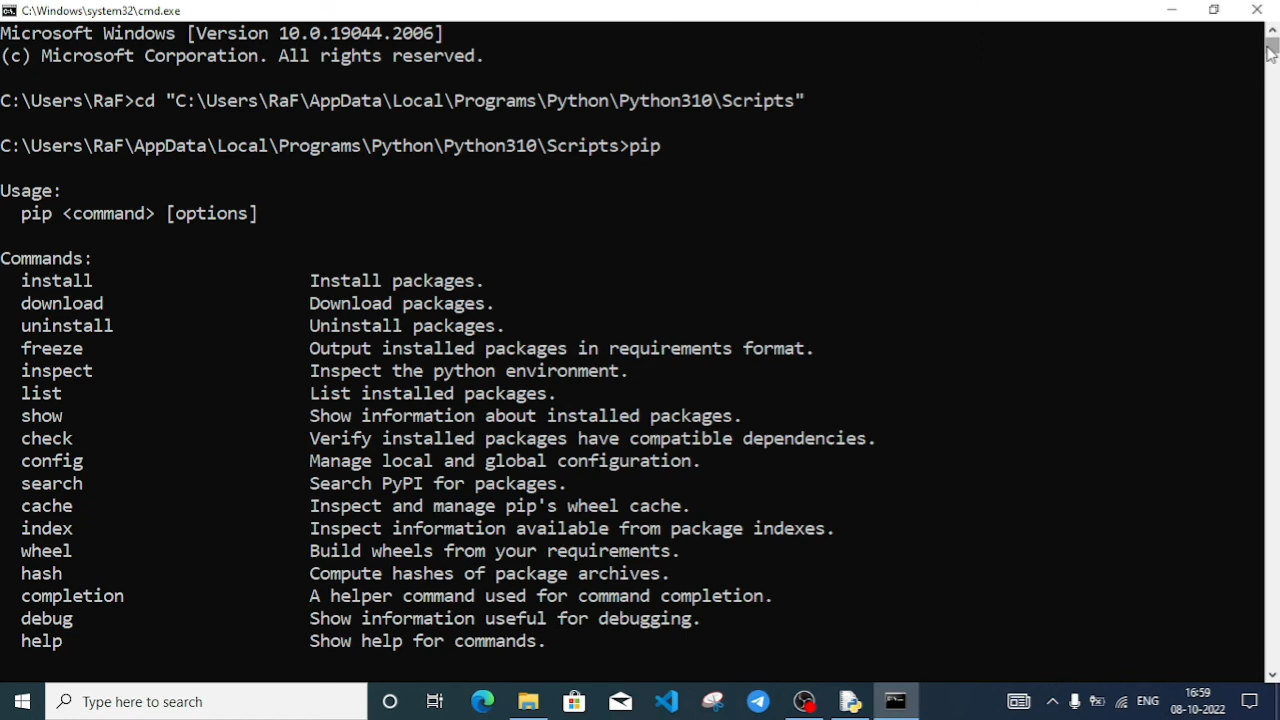 C:\Windows\system32\cmd.exe
Microsoft Windows [Version 10.0.19044.2006]
(c) Microsoft Corporation. All rights reserved.
C:\Users\RaF>cd "C:\Users\RaF\AppData\Local\Programs\Python\Python310\Scripts"
C:\Users\RaF\AppData\Local\Programs\Python\Python310\Scripts>pip
Usage:
pip <command> [options]
Commands:
install Install packages.
download Download packages.
uninstall Uninstall packages.
freeze Output installed packages in requirements format.
inspect Inspect the python environment.
list List installed packages.
show Show information about installed packages.
check Verify installed packages have compatible dependencies.
config Manage local and global configuration.
search Search PyPI for packages.
cache Inspect and manage pip's wheel cache.
index Inspect information available from package indexes.
wheel Build wheels from your requirements.
hash Compute hashes of package archives.
completion A helper command used for command completion.
debug Show information useful for debugging.
help Show help for commands.
Type here to search
ENG
16:59
08-10-2022